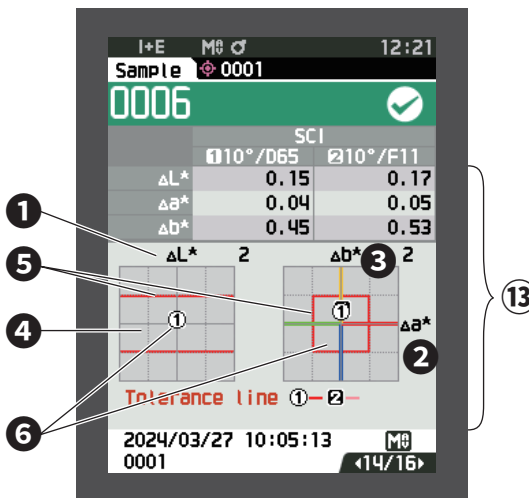 I+E M 12:21
Sample 0001
0006
SCI
1 10°/D65 2 10°/F11
ΔL* 0.15 0.17
Δa* 0.04 0.05
Δb* 0.45 0.53
1 ΔL* 2 Δb* 3 2
5
4 1 1 Δa*
2
13
Tolerance line 1 2
6
2024/03/27 10:05:13 M
0001 14/16